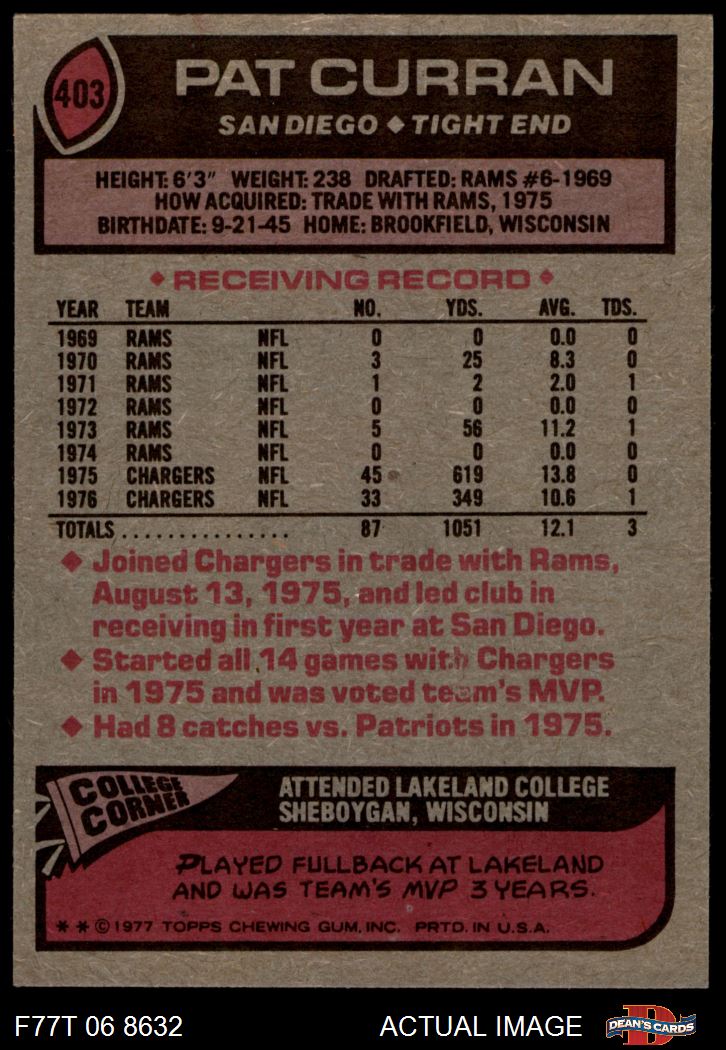 403
PAT CURRAN
SAN DIEGO ◆ TIGHT END
HEIGHT: 6'3" WEIGHT: 238 DRAFTED: RAMS #6-1969
HOW ACQUIRED: TRADE WITH RAMS, 1975
BIRTHDATE: 9-21-45 HOME: BROOKFIELD, WISCONSIN
◆ RECEIVING RECORD ◆
YEAR TEAM NO. YDS. AVG. TDS.
1969 RAMS NFL 0 0 0.0 0
1970 RAMS NFL 3 25 8.3 0
1971 RAMS NFL 1 2 2.0 1
1972 RAMS NFL 0 0 0.0 0
1973 RAMS NFL 5 56 11.2 1
1974 RAMS NFL 0 0 0.0 0
1975 CHARGERS NFL 45 619 13.8 0
1976 CHARGERS NFL 33 349 10.6 1
TOTALS . . . . . . . . . . . . . . . 87 1051 12.1 3
◆ Joined Chargers in trade with Rams,
August 13, 1975, and led club in
receiving in first year at San Diego.
◆ Started all 14 games with Chargers
in 1975 and was voted team's MVP.
◆ Had 8 catches vs. Patriots in 1975.
COLLEGE
CORNER
ATTENDED LAKELAND COLLEGE
SHEBOYGAN, WISCONSIN
PLAYED FULLBACK AT LAKELAND
AND WAS TEAM'S MVP 3 YEARS.
* * © 1977 TOPPS CHEWING GUM, INC. PRTD. IN U.S.A.
F77T 06 8632 ACTUAL IMAGE
D
DEAN'S CARDS